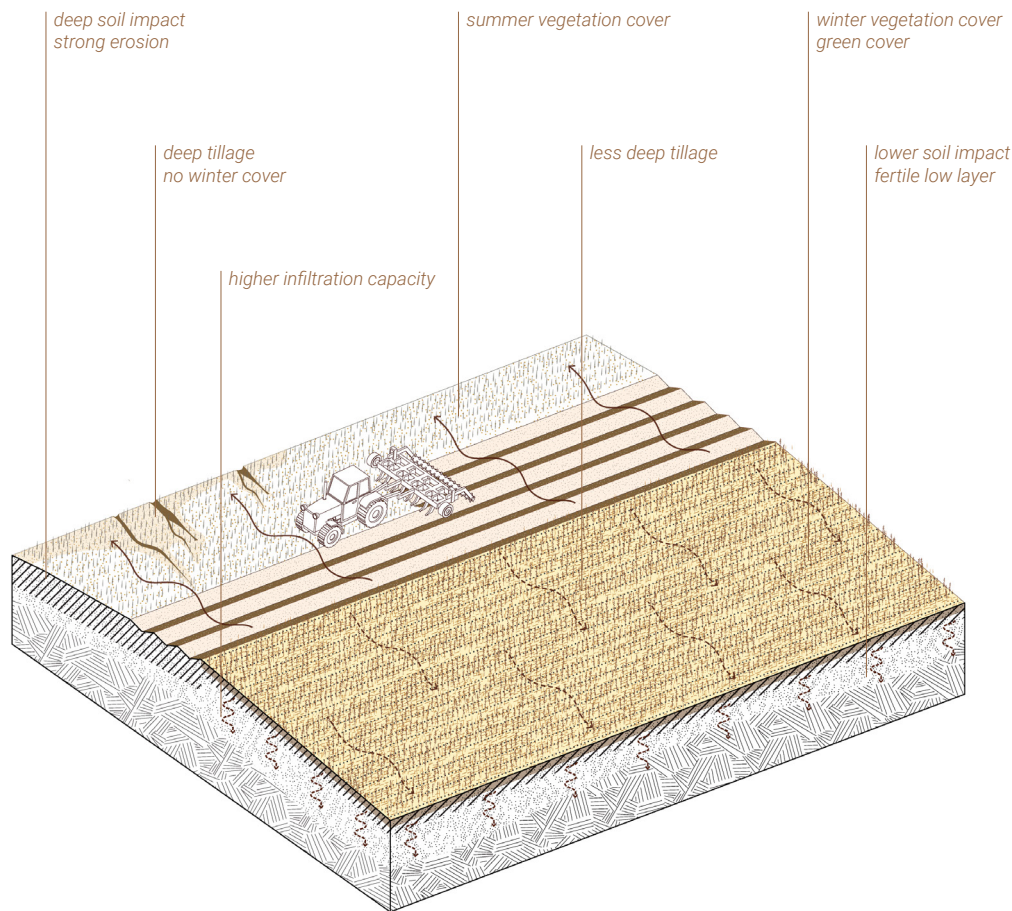 deep soil impact
strong erosion
summer vegetation cover
winter vegetation cover
green cover
deep tillage
no winter cover
less deep tillage
lower soil impact
fertile low layer
higher infiltration capacity